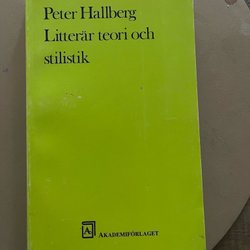 Peter Hallberg
Litterär teori och
stilistik
A
AKADEMIFÖRLAGET